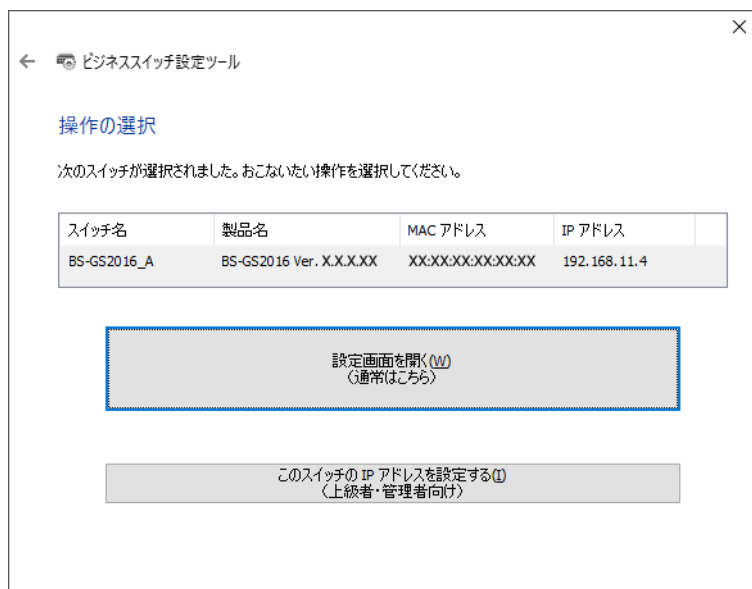 ビジネススイッチ設定ツール
操作の選択
次のスイッチが選択されました。おこないたい操作を選択してください。
スイッチ名 製品名 MAC アドレス IP アドレス
BS-GS2016_A BS-GS2016 Ver. X.X.X.XX XX:XX:XX:XX:XX:XX 192.168.11.4
設定画面を開く(W)
(通常はこちら)
このスイッチの IP アドレスを設定する(I)
(上級者・管理者向け)